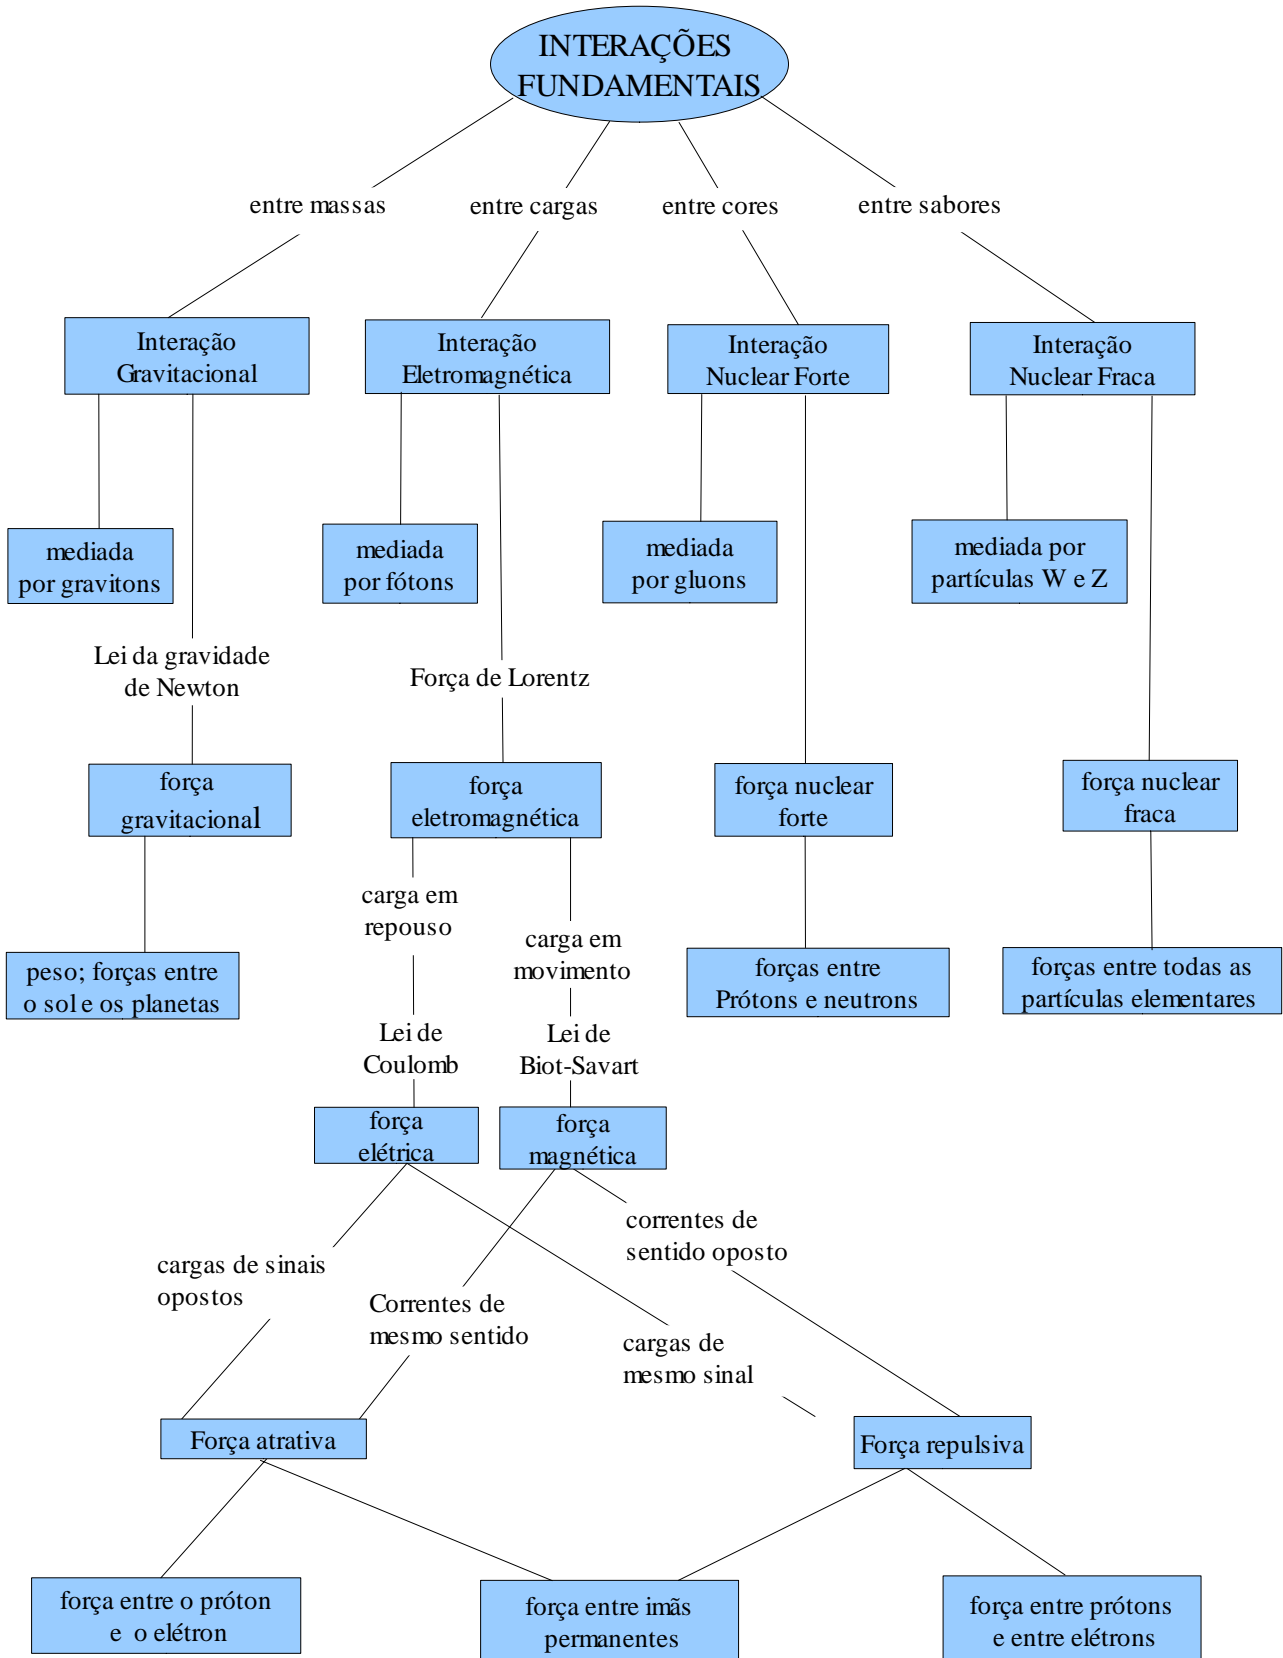 INTERAÇÕES
FUNDAMENTAIS
entre massas
entre cargas
entre cores
entre sabores
Interação
Gravitacional
Interação
Eletromagnética
Interação
Nuclear Forte
Interação
Nuclear Fraca
mediada
por gravitons
mediada
por fótons
mediada
por gluons
mediada por
partículas W e Z
Lei da gravidade
de Newton
Força de Lorentz
força
gravitacional
força
eletromagnética
força nuclear
forte
força nuclear
fraca
carga em
repouso
carga em
movimento
peso; forças entre
o sol e os planetas
forças entre
Prótons e neutrons
forças entre todas as
partículas elementares
Lei de
Coulomb
Lei de
Biot-Savart
força
elétrica
força
magnética
correntes de
sentido oposto
cargas de sinais
opostos
Correntes de
mesmo sentido
cargas de
mesmo sinal
Força atrativa
Força repulsiva
força entre o próton
e o elétron
força entre imãs
permanentes
força entre prótons
e entre elétrons